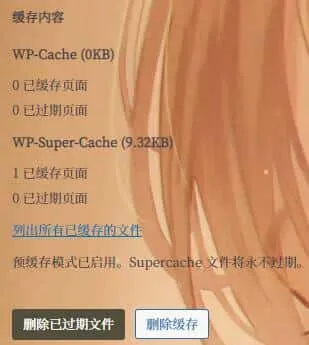 缓存内容
WP-Cache (0KB)
0 已缓存页面
0 已过期页面
WP-Super-Cache (9.32KB)
1 已缓存页面
0 已过期页面
列出所有已缓存的文件
预缓存模式已启用。Supercache 文件将永不过期。
删除已过期文件 删除缓存